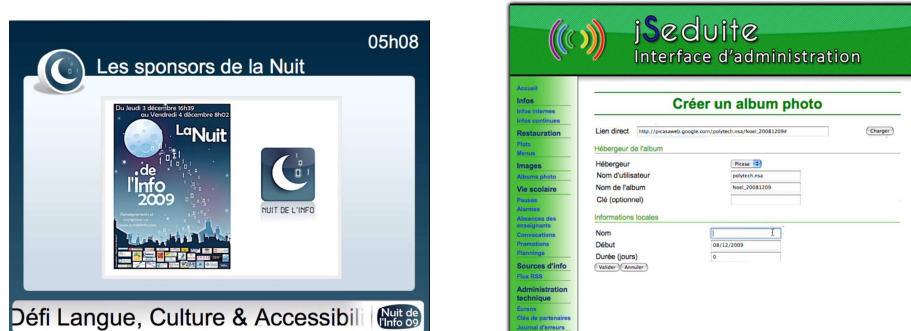 05h08
Les sponsors de la Nuit
Du Jeudi 3 décembre 16h39
au Vendredi 4 décembre 8h02
LaNuit
de
l'Info
2009
NUIT DE L'INFO
Défi Langue, Culture & Accessibili
Nuit de
l'Info 09
jSeduite
Interface d'administration
Accueil
Infos
Infos internes
Infos continues
Restauration
Plats
Menus
Images
Albums photo
Vie scolaire
Pauses
Alarmes
Absences des
enseignants
Convocations
Promotions
Plannings
Sources d'info
Flux RSS
Administration
technique
Écrans
Clés de partenaires
Journal d'erreurs
Créer un album photo
Lien direct http://picasaweb.google.com/polytech.nsa/Noel_20081209# Charger
Hébergeur de l'album
Hébergeur Picasa
Nom d'utilisateur polytech.nsa
Nom de l'album Noel_20081209
Clé (optionnel)
Informations locales
Nom
Début 08/12/2009
Durée (jours) 0
Valider Annuler